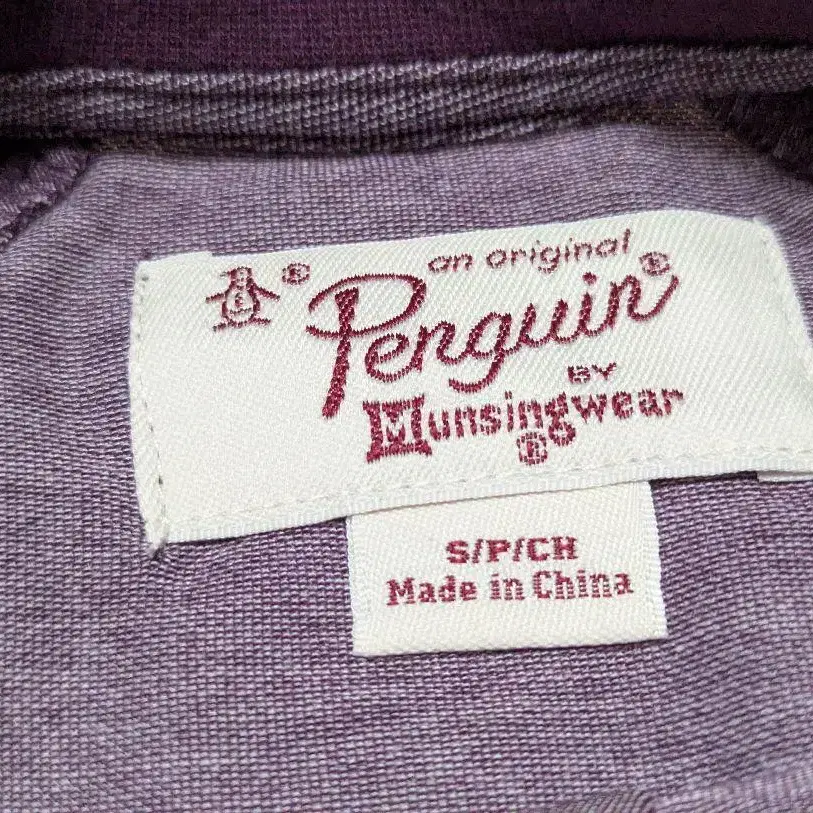 an original
Penguin®
BY
Munsingwear
®
S/P/CH
Made in China